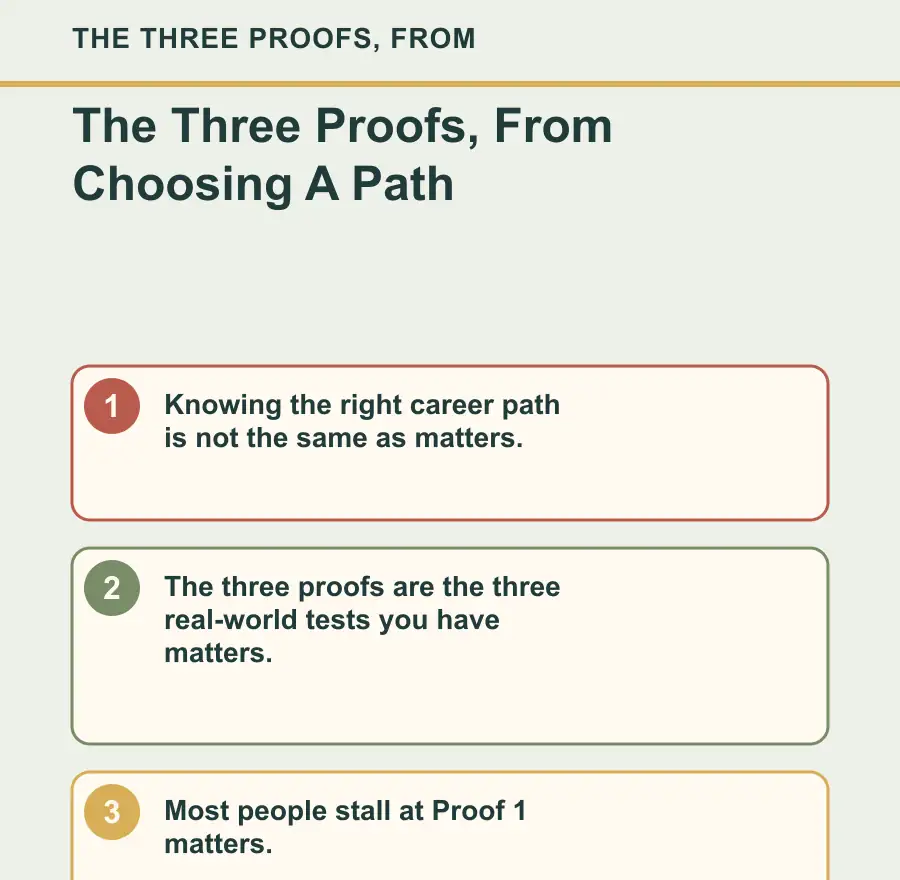 THE THREE PROOFS, FROM
The Three Proofs, From
Choosing A Path
1
Knowing the right career path
is not the same as matters.
2
The three proofs are the three
real-world tests you have
matters.
3
Most people stall at Proof 1
matters.